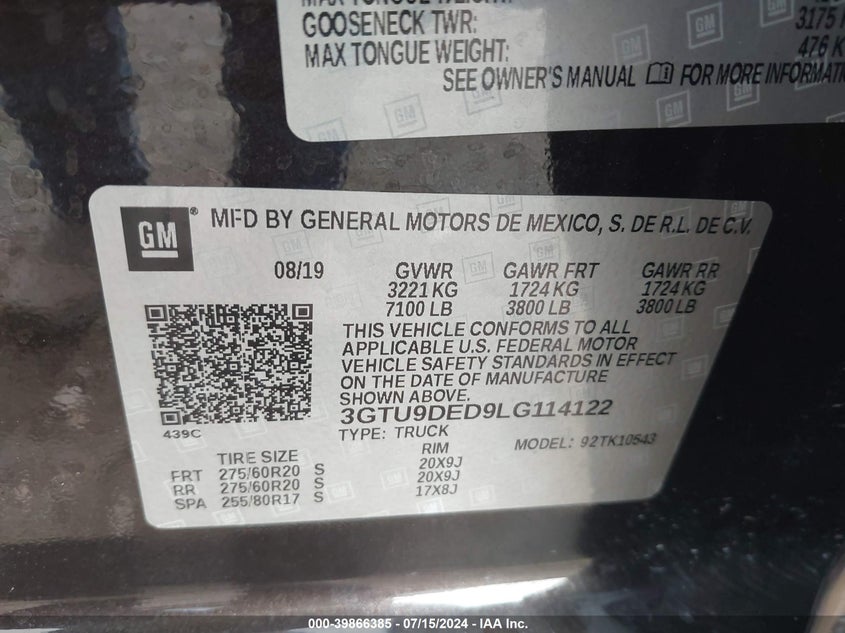 GOOSENECK TWR:
3175
MAX TONGUE WEIGHT:
476 K
SEE OWNER'S MANUAL FOR MORE INFORMATI
GM
GM
GM® MFD BY GENERAL MOTORS DE MEXICO, S. DE R.L. DE C.V.
08/19 GVWR GAWR FRT GAWR RR
3221 KG 1724 KG 1724 KG
7100 LB 3800 LB 3800 LB
THIS VEHICLE CONFORMS TO ALL
APPLICABLE U.S. FEDERAL MOTOR
VEHICLE SAFETY STANDARDS IN EFFECT
ON THE DATE OF MANUFACTURE
SHOWN ABOVE.
3GTU9DED9LG114122
439C
TYPE: TRUCK MODEL: 92TK10543
TIRE SIZE RIM
FRT 275/60R20 S 20X9J
RR 275/60R20 S 20X9J
SPA 255/80R17 S 17X8J
000-39866385 - 07/15/2024 - IAA Inc.